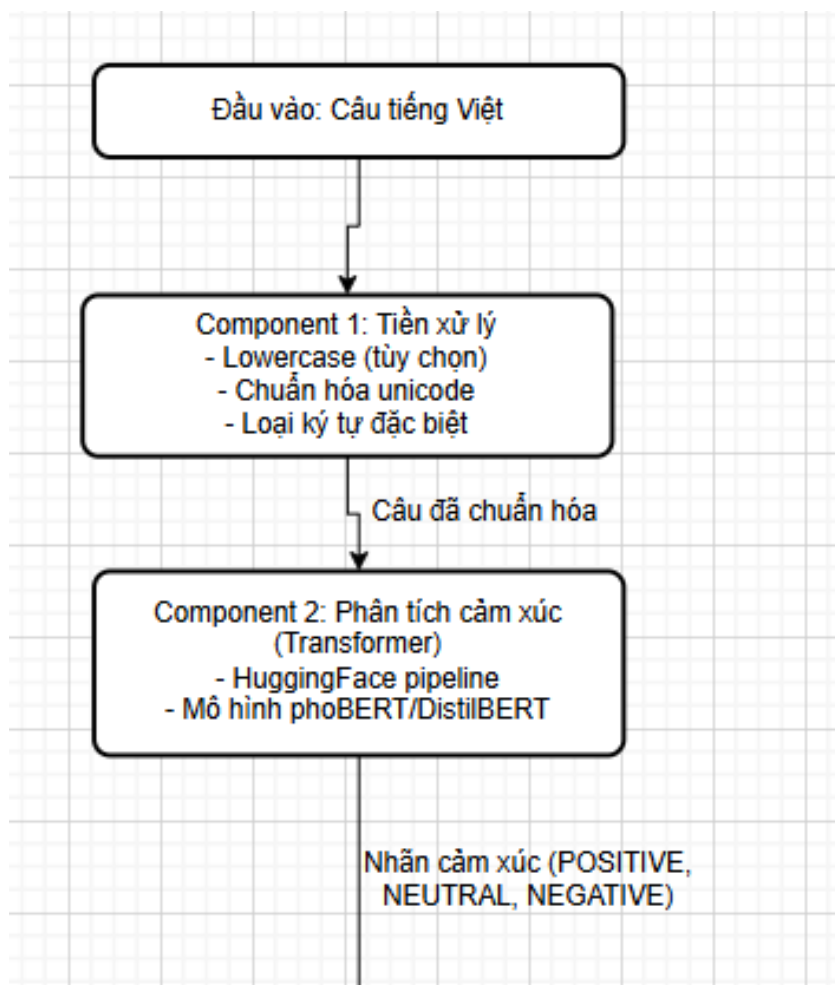 Đầu vào: Câu tiếng Việt
Component 1: Tiền xử lý
- Lowercase (tùy chọn)
- Chuẩn hóa unicode
- Loại ký tự đặc biệt
Câu đã chuẩn hóa
Component 2: Phân tích cảm xúc
(Transformer)
- HuggingFace pipeline
- Mô hình phoBERT/DistilBERT
Nhãn cảm xúc (POSITIVE,
NEUTRAL, NEGATIVE)